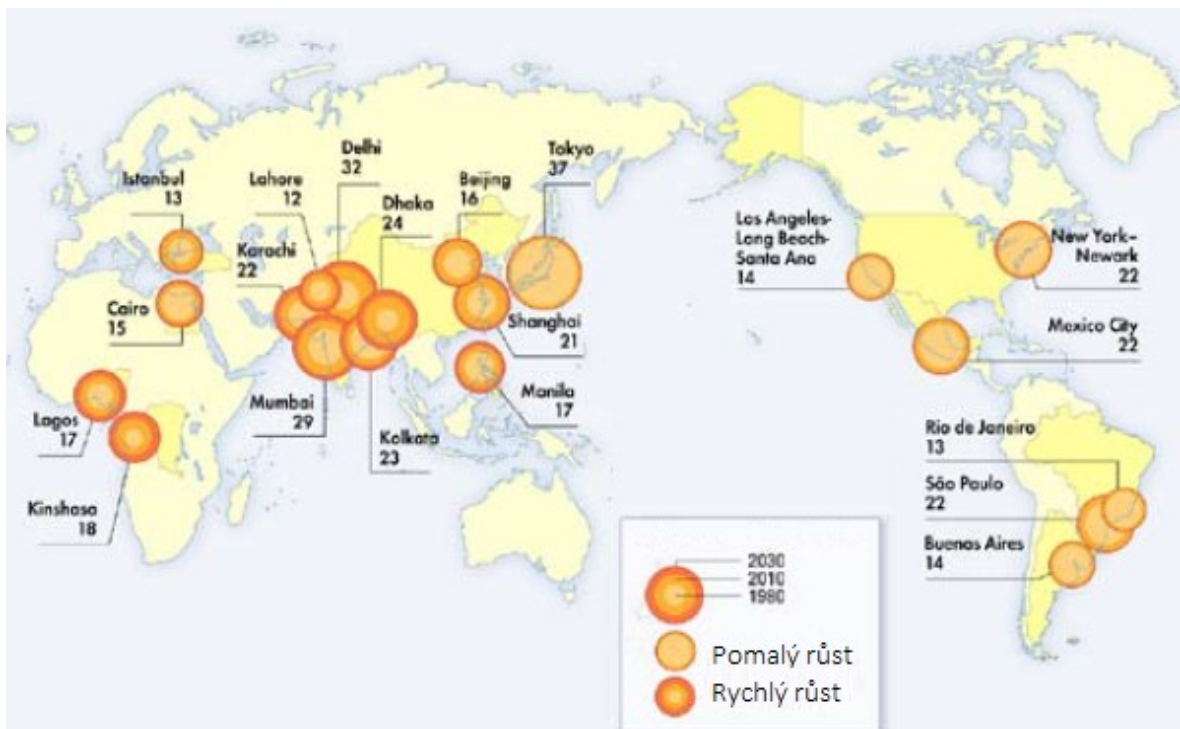 Istanbul
13
Lahore
12
Delhi
32
Dhaka
24
Beijing
16
Tokyo
37
Karachi
22
Cairo
15
Shanghai
21
Lagos
17
Mumbai
29
Manila
17
Kolkata
23
Kinshasa
18
Los Angeles-
Long Beach-
Santa Ana
14
New York-
Newark
22
Mexico City
22
Rio de Janeiro
13
São Paulo
22
Buenos Aires
14
2030
2010
1980
Pomalý růst
Rychlý růst